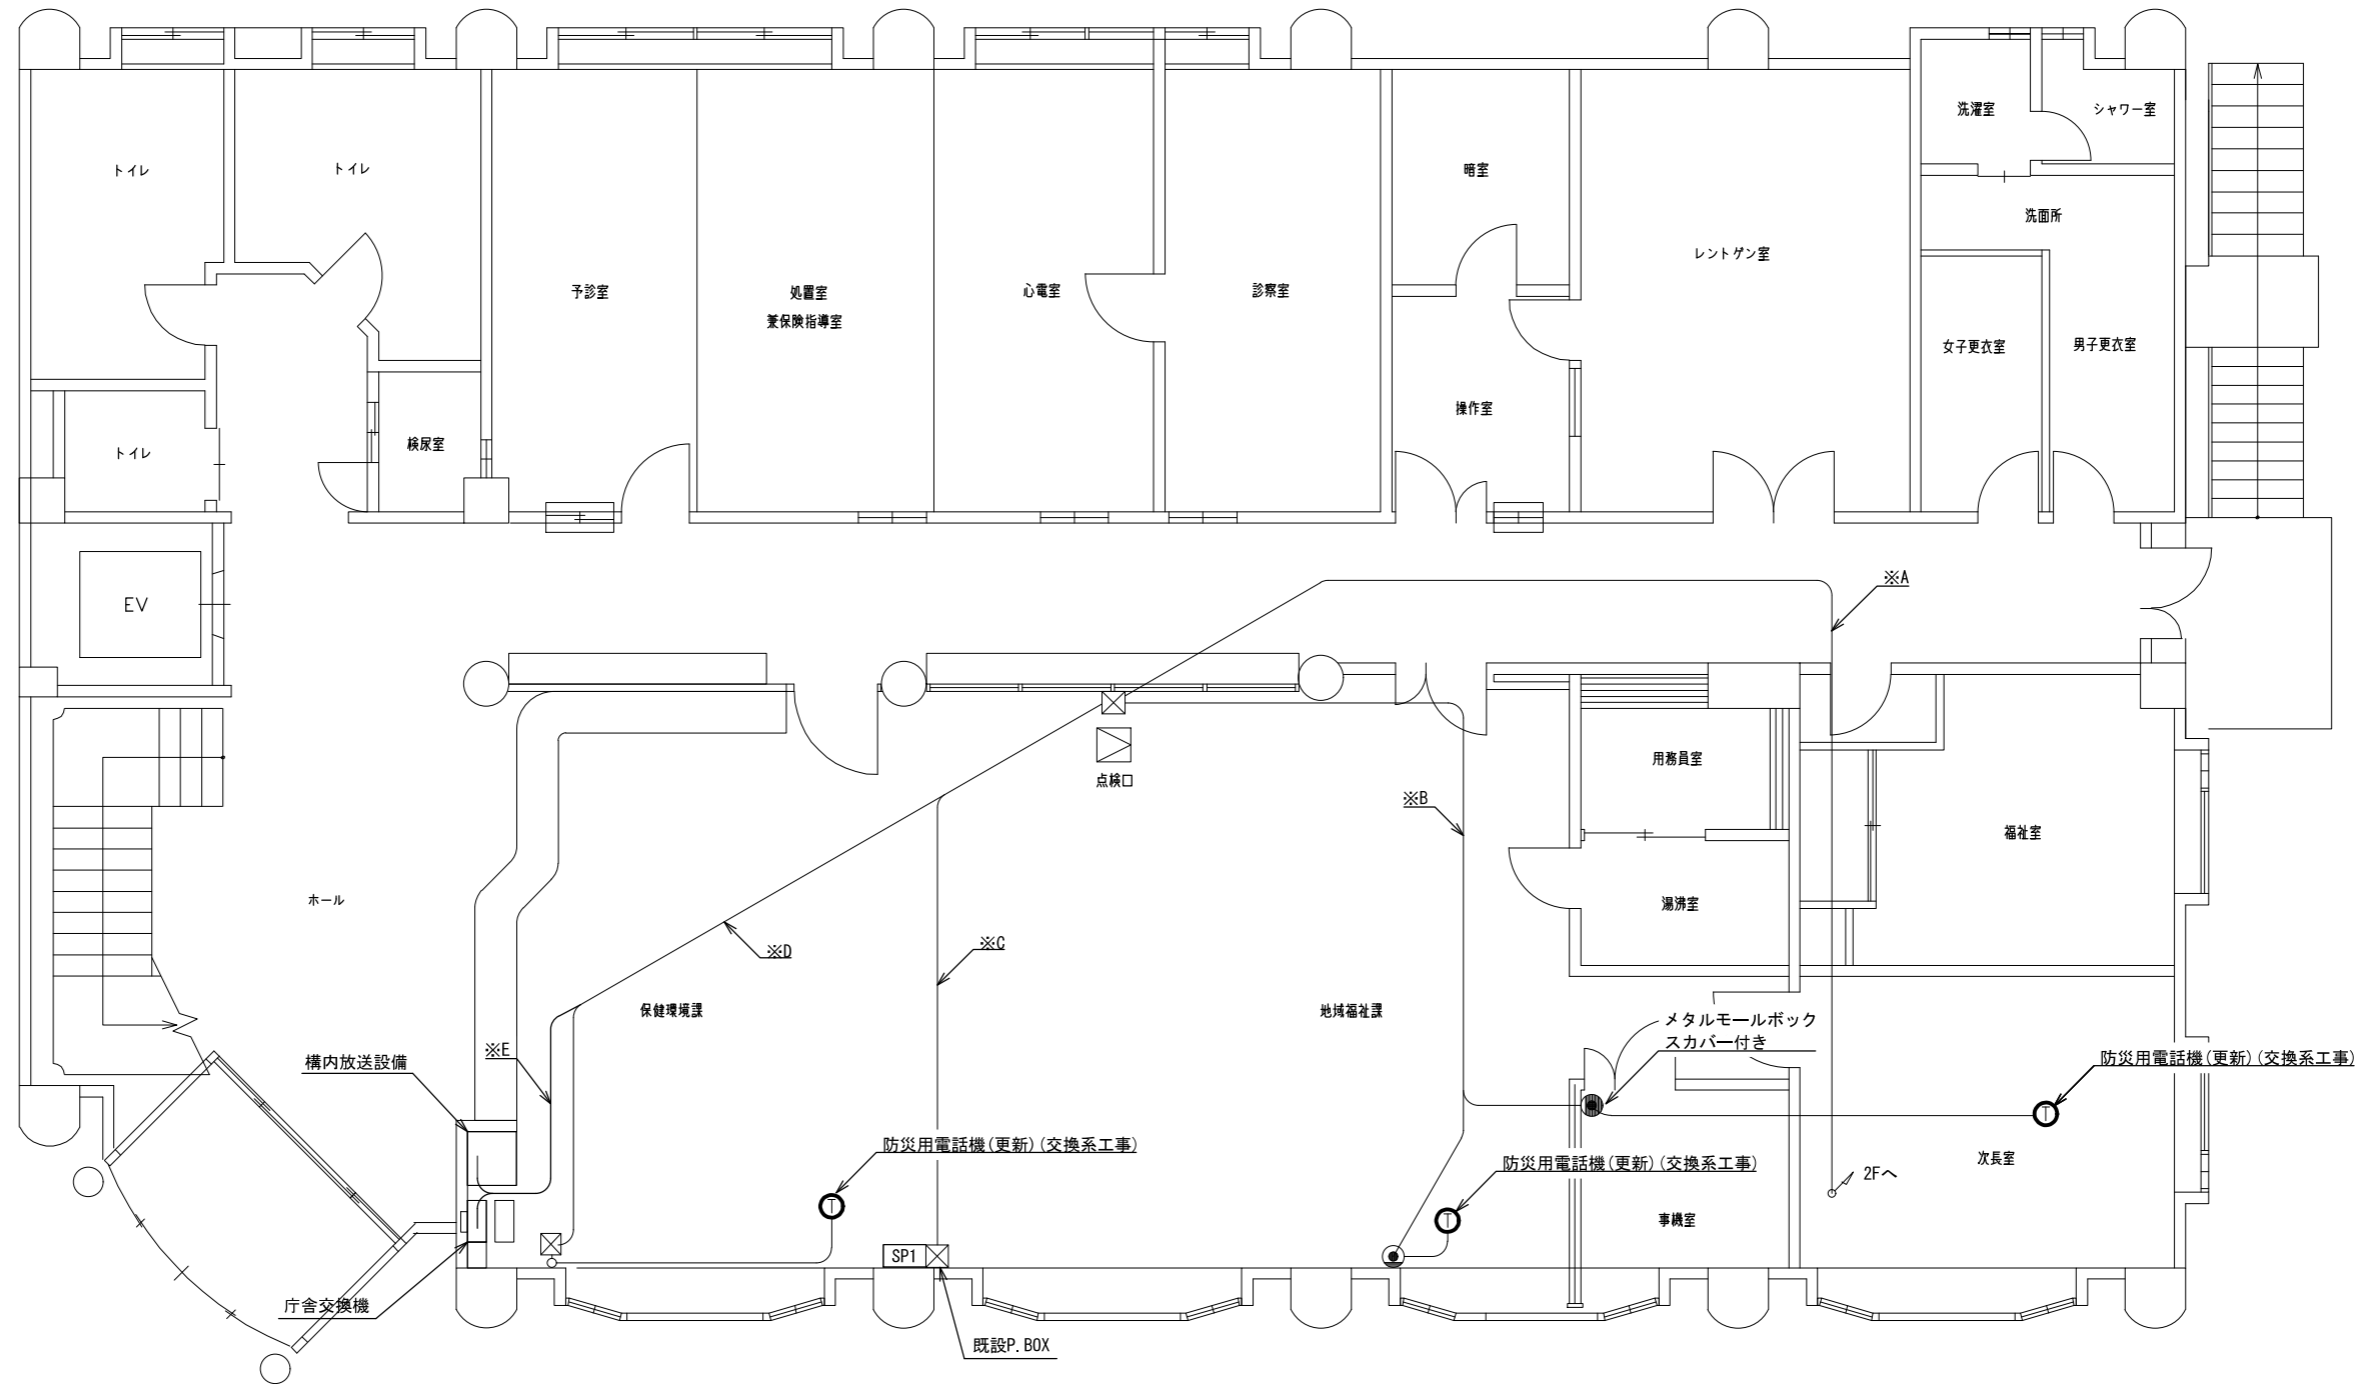 洗濯室
シャワー室
トイレ
トイレ
暗室
洗面所
レントゲン室
予診室
処置室
兼保険指導室
心電室
診察室
女子更衣室
男子更衣室
操作室
検尿室
トイレ
EV
※A
用務員室
点検口
※B
福祉室
ホール
湯沸室
※D
※C
保健環境課
地域福祉課
メタルモールボック
スカバー付き
※E
構内放送設備
防災用電話機(更新)(交換系工事)
T
防災用電話機(更新)(交換系工事)
T
防災用電話機(更新)(交換系工事)
T
次長室
2Fへ
事機室
SP1
庁舎交換機
既設P.BOX